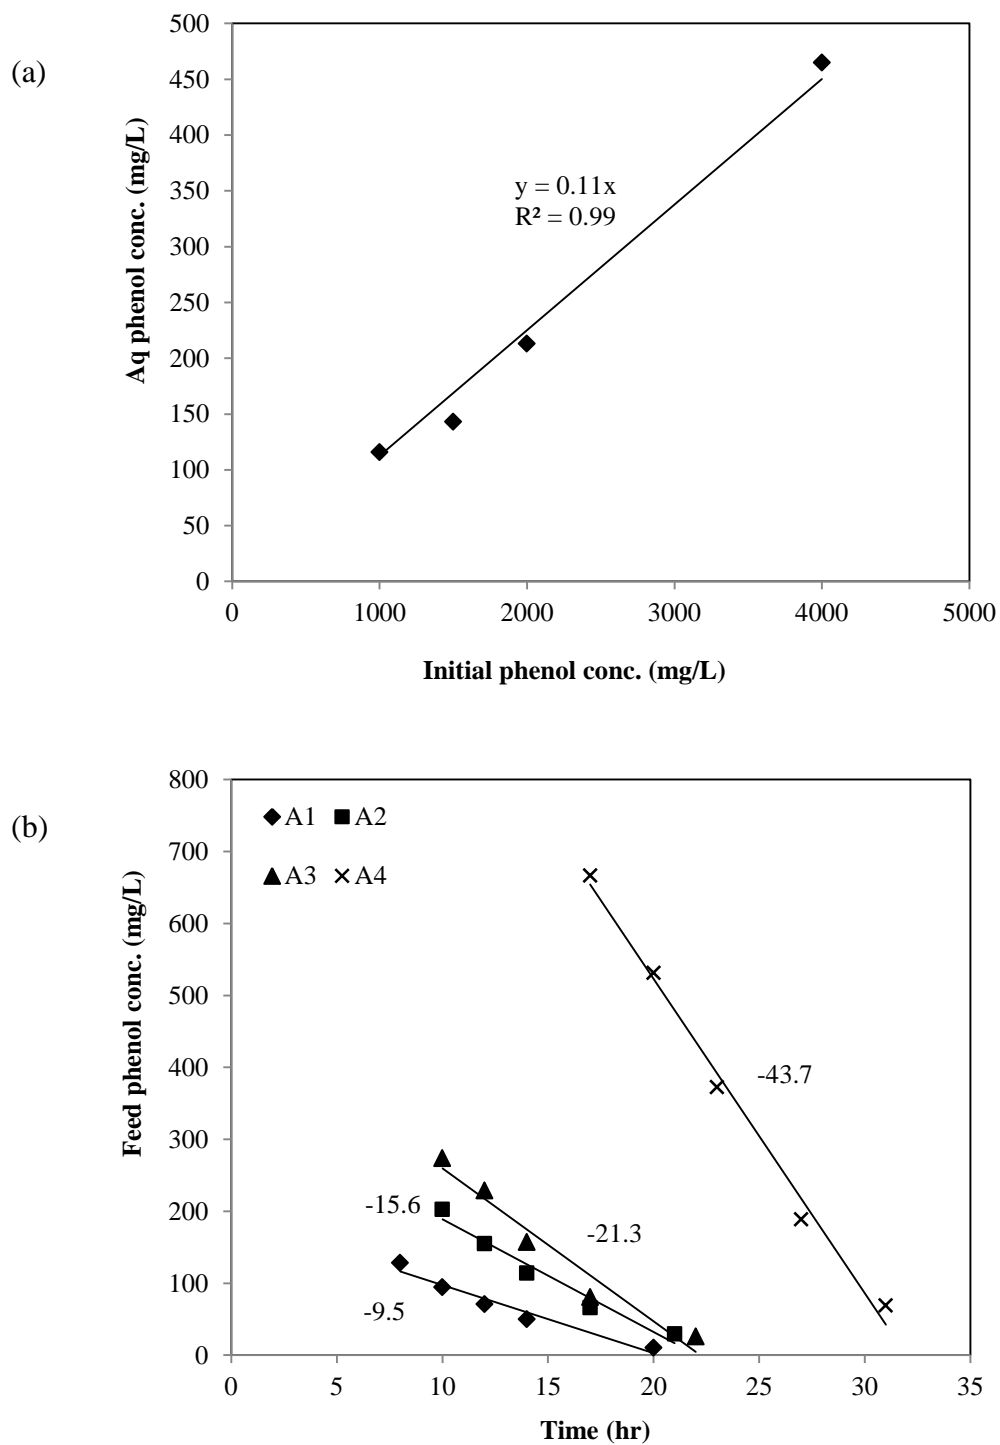 (a)
Aq phenol conc. (mg/L)
500
450
400
350
300
250
200
150
100
50
0
y = 0.11x
R² = 0.99
0 1000 2000 3000 4000 5000
Initial phenol conc. (mg/L)
(b)
Feed phenol conc. (mg/L)
800
700
600
500
400
300
200
100
0
A1 A2
A3 A4
-43.7
-15.6
-21.3
-9.5
0 5 10 15 20 25 30 35
Time (hr)